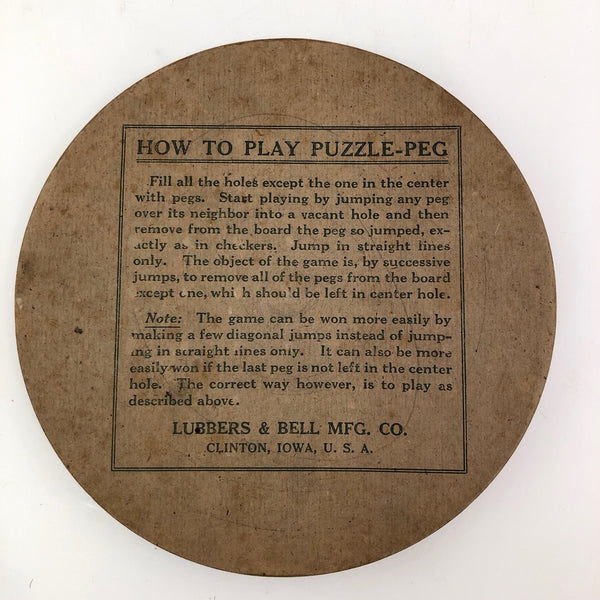 HOW TO PLAY PUZZLE-PEG
Fill all the holes except the one in the center
with pegs. Start playing by jumping any peg
over its neighbor into a vacant hole and then
remove from the board the peg so jumped, ex-
actly as in checkers. Jump in straight lines
only. The object of the game is, by successive
jumps, to remove all of the pegs from the board
except one, which should be left in center hole.
Note: The game can be won more easily by
making a few diagonal jumps instead of jump-
ing in straight lines only. It can also be more
easily won if the last peg is not left in the center
hole. The correct way however, is to play as
described above.
LUBBERS & BELL MFG. CO.
CLINTON, IOWA, U. S. A.